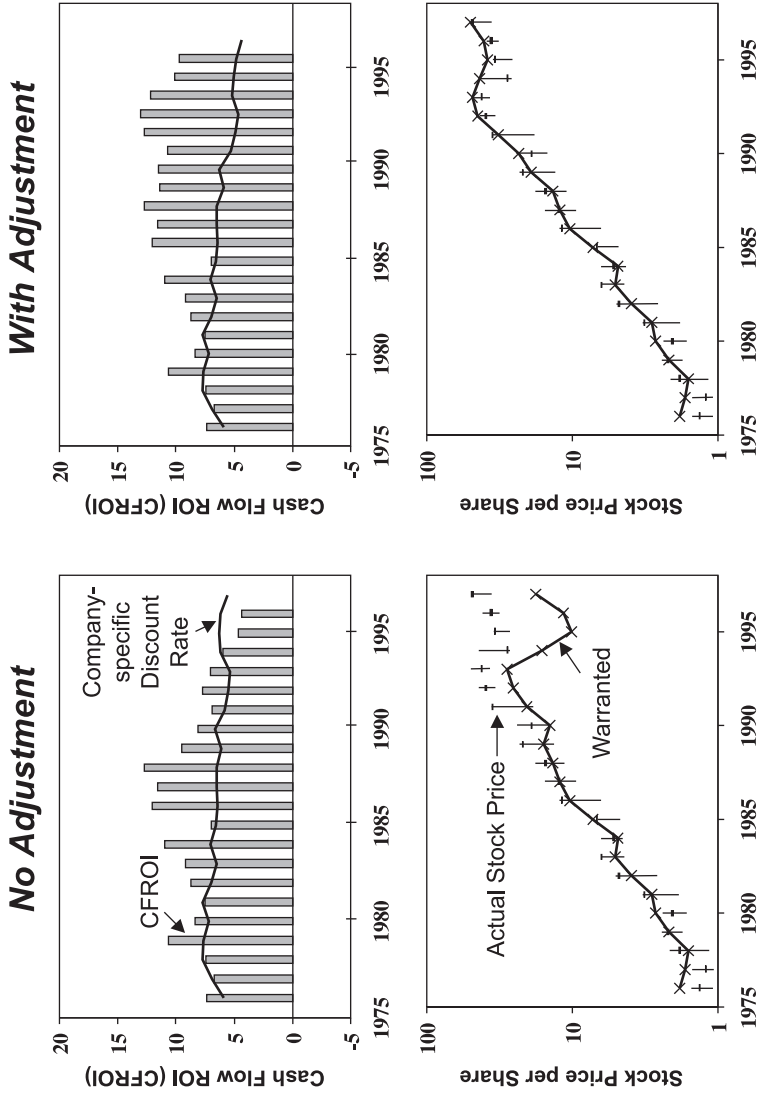 No Adjustment
20
15
10
5
0
-5
Cash Flow ROI (CFROI)
CFROI
Company-
specific
Discount
Rate
1975
1980
1985
1990
1995
100
10
1
Stock Price per Share
Actual Stock Price
Warranted
1975
1980
1985
1990
1995
With Adjustment
20
15
10
5
0
-5
Cash Flow ROI (CFROI)
1975
1980
1985
1990
1995
100
10
1
Stock Price per Share
1975
1980
1985
1990
1995